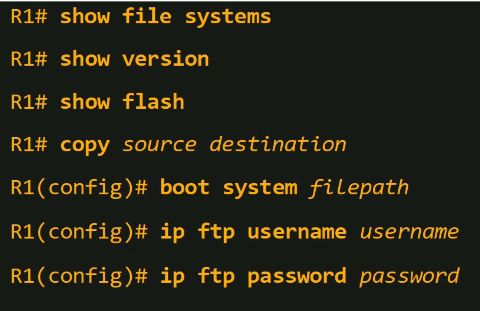 R1# show file systems
R1# show version
R1# show flash
R1# copy source destination
R1(config)# boot system filepath
R1(config)# ip ftp username username
R1(config)# ip ftp password password